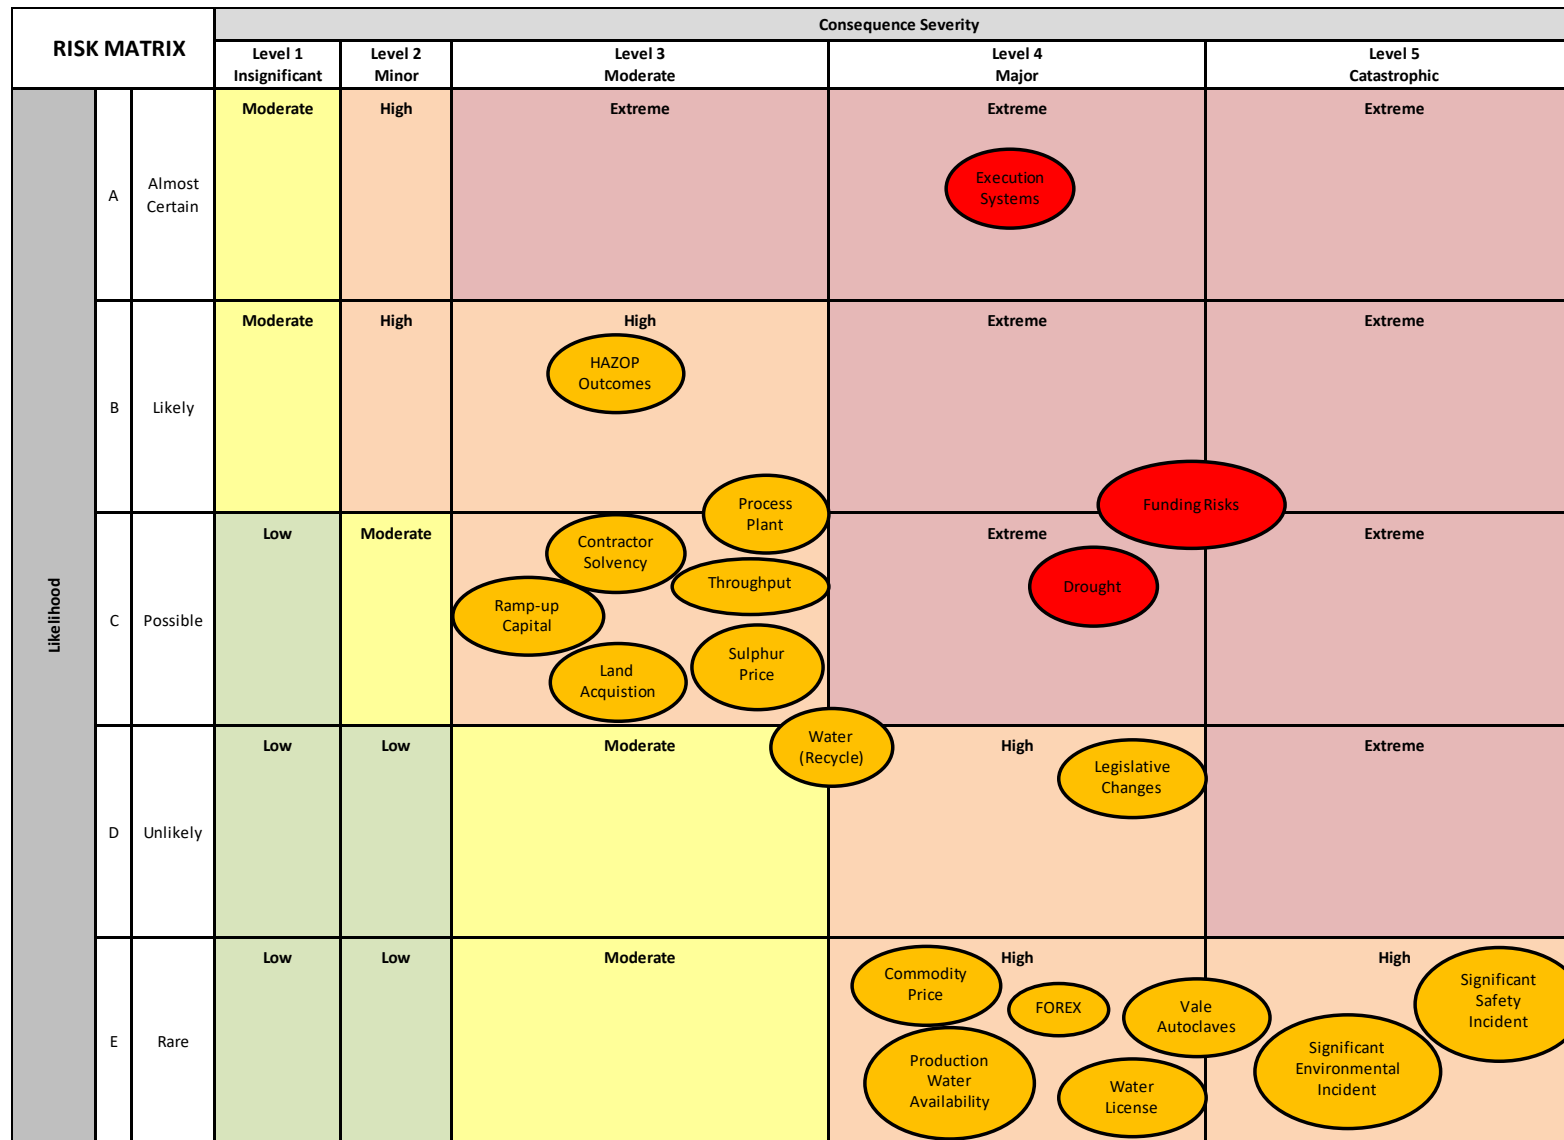 RISK MATRIX
Consequence Severity
Level 1
Insignificant
Level 2
Minor
Level 3
Moderate
Level 4
Major
Level 5
Catastrophic
Likelihood
A
Almost
Certain
Moderate
High
Extreme
Extreme
Extreme
Execution
Systems
B
Likely
Moderate
High
High
Extreme
Extreme
HAZOP
Outcomes
Process
Plant
Funding Risks
C
Possible
Low
Moderate
Extreme
Extreme
Contractor
Solvency
Throughput
Drought
Ramp-up
Capital
Land
Acquistion
Sulphur
Price
D
Unlikely
Low
Low
Moderate
Water
(Recycle)
High
Extreme
Legislative
Changes
E
Rare
Low
Low
Moderate
High
High
Commodity
Price
FOREX
Vale
Autoclaves
Significant
Safety
Incident
Production
Water
Availability
Water
License
Significant
Environmental
Incident